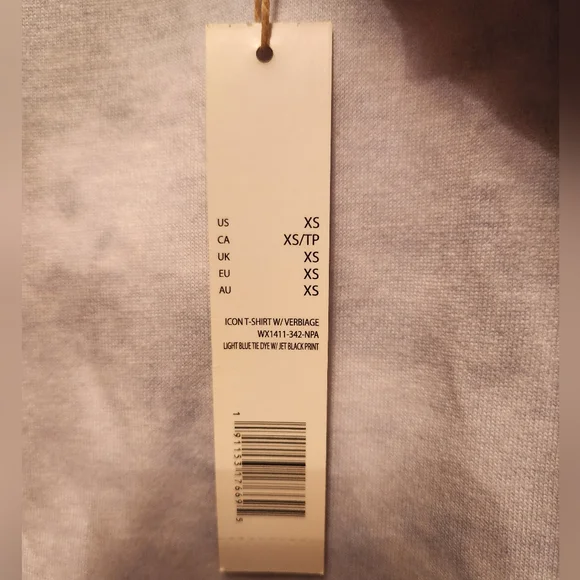 US XS
CA XS/TP
UK XS
EU XS
AU XS
ICON T-SHIRT W/ VERBIAGE
WX1411-342-NPA
LIGHT BLUE TIE DYE W/ JET BLACK PRINT